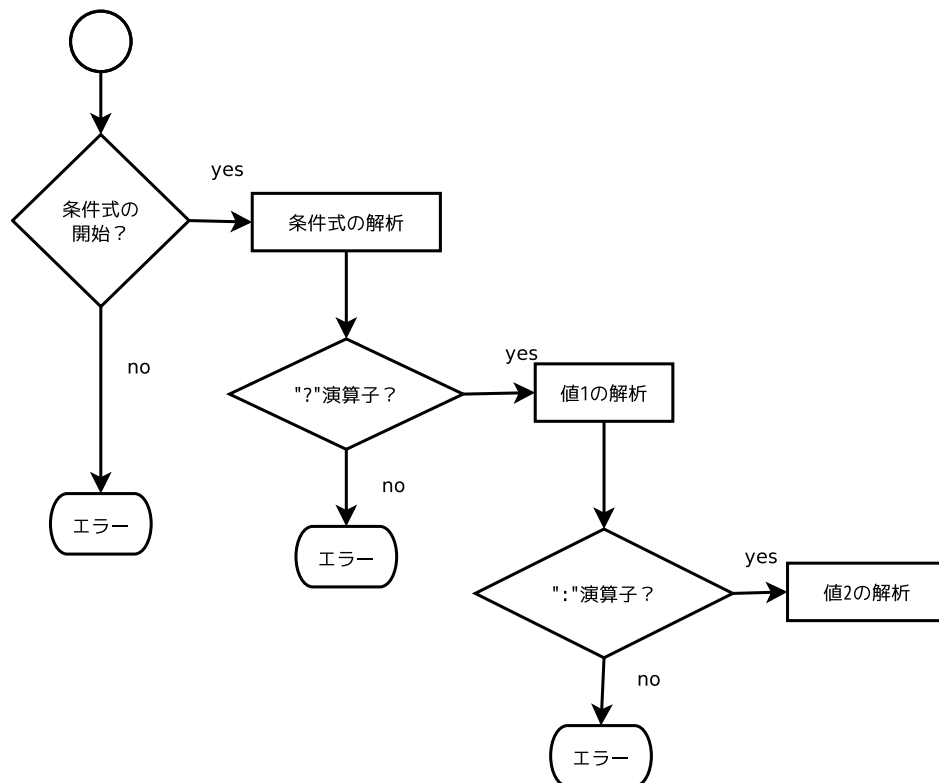 yes
条件式の
開始？
条件式の解析
no
yes
"?"演算子？
値1の解析
no
エラー
エラー
yes
":"演算子？
値2の解析
no
エラー